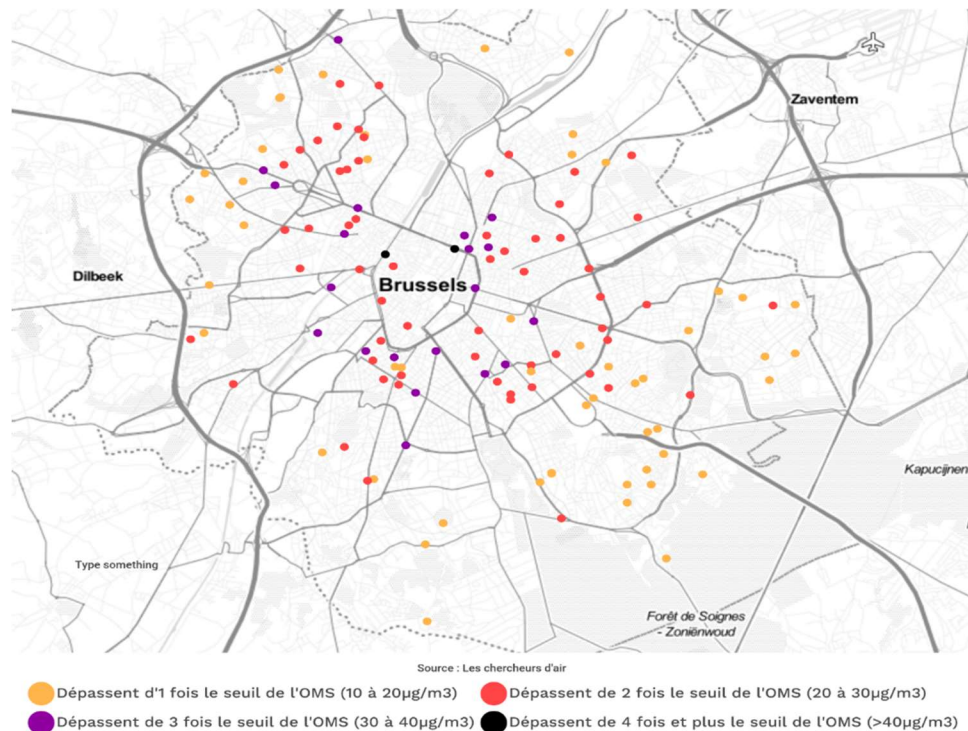 Zaventem
Dilbeek
Brussels
Kapucijnen
Type something
Forêt de Soignes
- Zoniënwoud
Source : Les chercheurs d'air
Dépassent d'1 fois le seuil de l'OMS (10 à 20µg/m3)
Dépassent de 2 fois le seuil de l'OMS (20 à 30µg/m3)
Dépassent de 3 fois le seuil de l'OMS (30 à 40µg/m3)
Dépassent de 4 fois et plus le seuil de l'OMS (>40µg/m3)